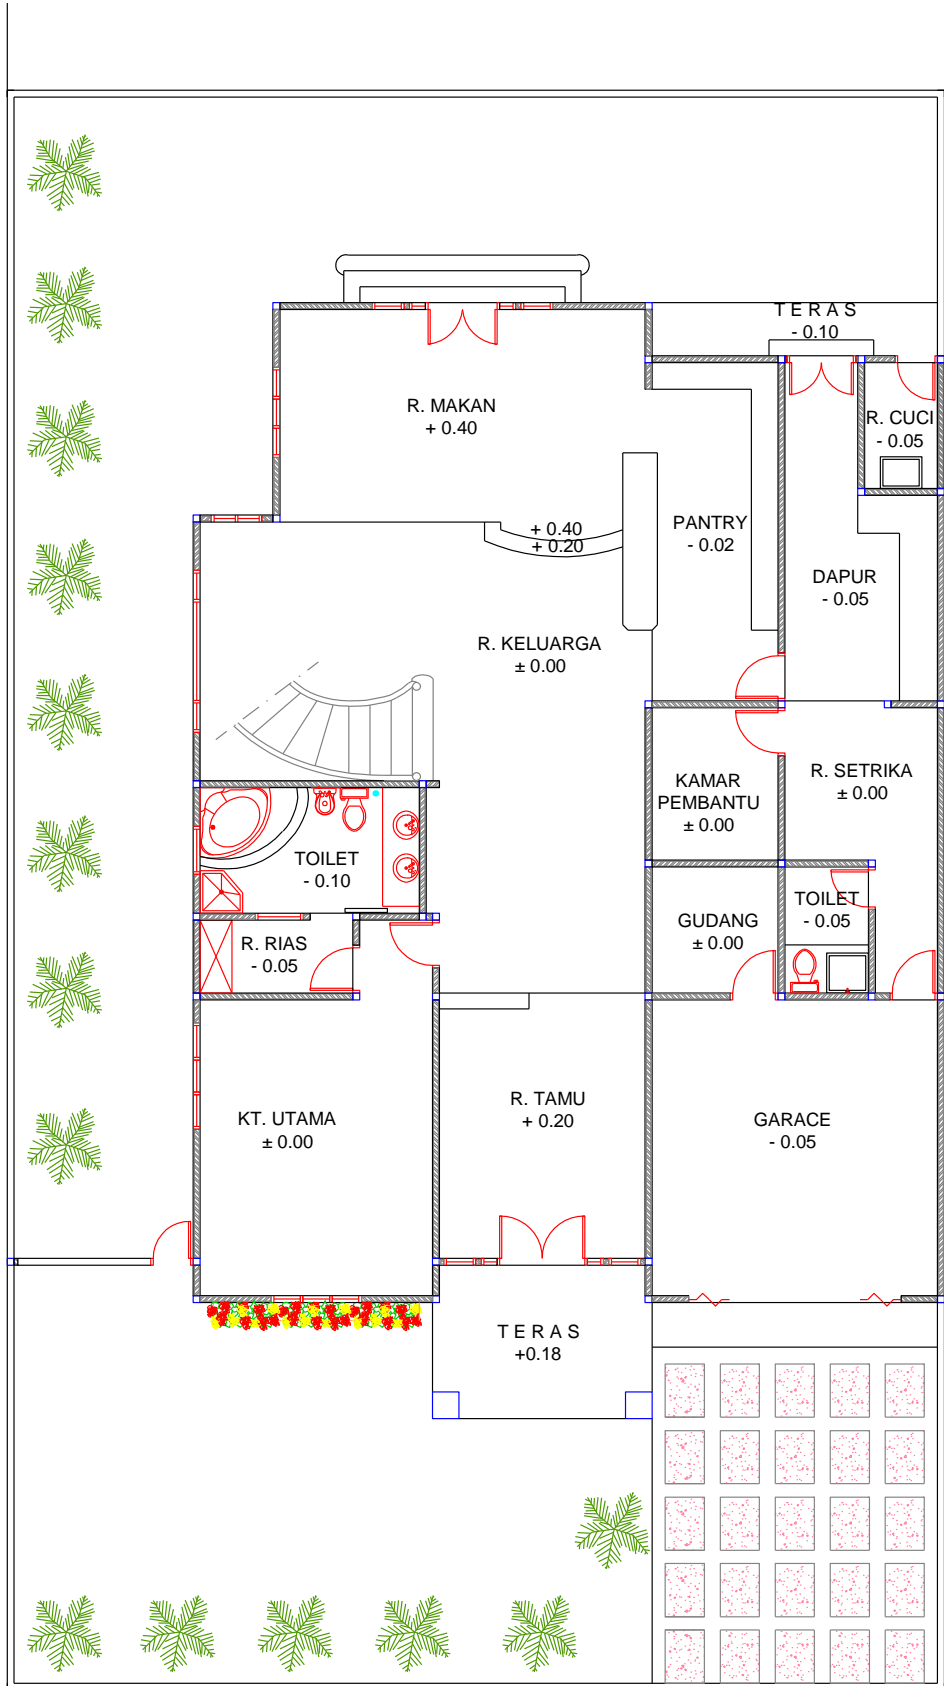 T E R A S
- 0.10
R. MAKAN
+ 0.40
R. CUCI
- 0.05
+ 0.40
+ 0.20
PANTRY
- 0.02
DAPUR
- 0.05
R. KELUARGA
± 0.00
KAMAR
PEMBANTU
± 0.00
R. SETRIKA
± 0.00
TOILET
- 0.10
TOILET
- 0.05
GUDANG
± 0.00
R. RIAS
- 0.05
KT. UTAMA
± 0.00
R. TAMU
+ 0.20
GARACE
- 0.05
T E R A S
+0.18